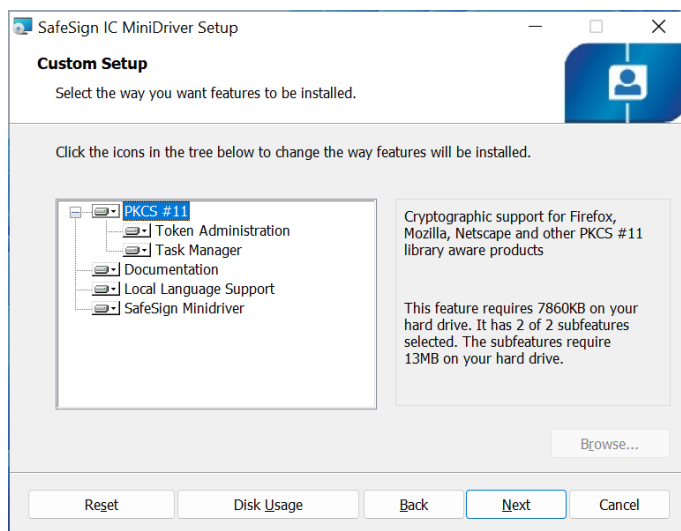 SafeSign IC MiniDriver Setup
Custom Setup
Select the way you want features to be installed.
Click the icons in the tree below to change the way features will be installed.
PKCS #11
Token Administration
Task Manager
Documentation
Local Language Support
SafeSign Minidriver
Cryptographic support for Firefox,
Mozilla, Netscape and other PKCS #11
library aware products
This feature requires 7860KB on your
hard drive. It has 2 of 2 subfeatures
selected. The subfeatures require
13MB on your hard drive.
Browse...
Reset
Disk Usage
Back
Next
Cancel